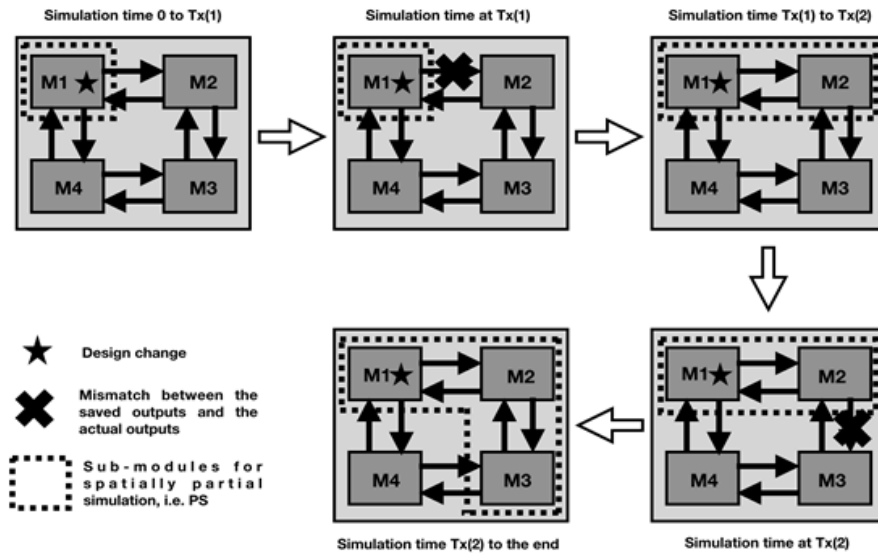 Simulation time 0 to Tx(1)
Simulation time at Tx(1)
Simulation time Tx(1) to Tx(2)
M1
M2
M4
M3
M1
M2
M4
M3
M1
M2
M4
M3
Design change
Mismatch between the
saved outputs and the
actual outputs
Sub-modules for
spatially partial
simulation, i.e. PS
M1
M2
M4
M3
M1
M2
M4
M3
Simulation time Tx(2) to the end
Simulation time at Tx(2)